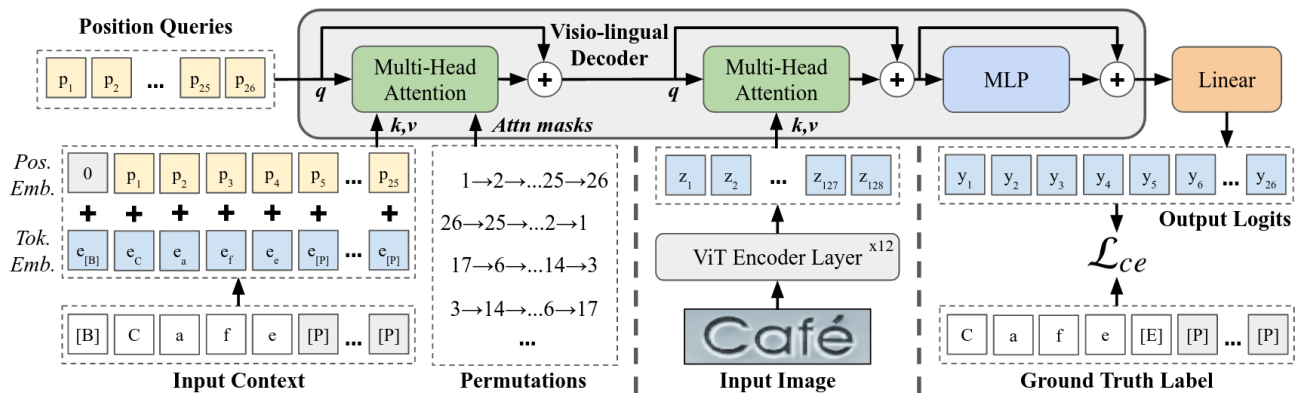 Position Queries
p1 p2 ... p25 p26
Visio-lingual
Decoder
q
Multi-Head
Attention
+
q
Multi-Head
Attention
+
MLP
+
Linear
k,v
Attn masks
k,v
Pos.
Emb.
0 p1 p2 p3 p4 p5 ... p25
+ + + + + + +
Tok.
Emb.
e[B] eC ea ef ee e[P] ... e[P]
[B] C a f e [P] ... [P]
Input Context
1→2→...25→26
26→25→...2→1
17→6→...14→3
3→14→...6→17
...
Permutations
z1 z2 ... z127 z128
ViT Encoder Layer x12
Café
Input Image
y1 y2 y3 y4 y5 y6 ... y26
Output Logits
ℒce
C a f e [E] [P] ... [P]
Ground Truth Label